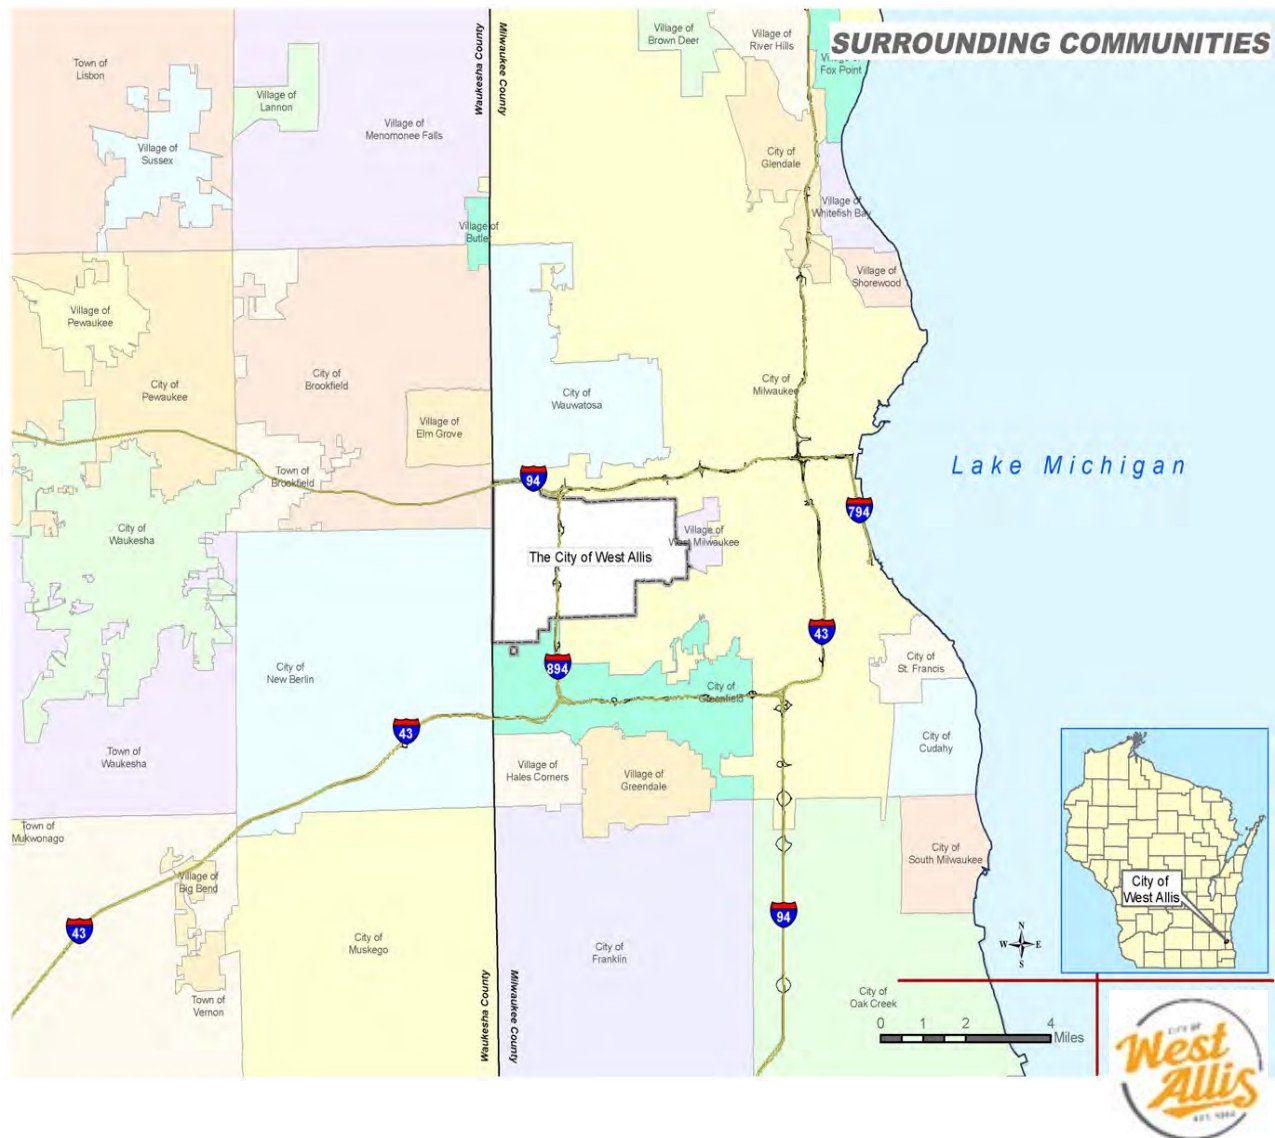 SURROUNDING COMMUNITIES
Town of
Lisbon
Village of
Lannon
Village of
Sussex
Village of
Menomonee Falls
Waukesha County
Milwaukee County
Village of
Brown Deer
Village of
River Hills
Village of
Fox Point
City of
Glendale
Village of
Whitefish Bay
Village of
Butler
Village of
Shorewood
Village of
Pewaukee
City of
Pewaukee
City of
Brookfield
Village of
Elm Grove
City of
Wauwatosa
City of
Milwaukee
Lake Michigan
Town of
Brookfield
94
794
City of
Waukesha
The City of West Allis
Village of
West Milwaukee
43
City of
New Berlin
894
City of
Greenfield
City of
St. Francis
43
City of
Cudahy
Town of
Waukesha
Village of
Hales Corners
Village of
Greendale
Town of
Mukwonago
Village of
Big Bend
City of
South Milwaukee
City of
West Allis
43
94
City of
Muskego
City of
Franklin
N
W E
S
Town of
Vernon
City of
Oak Creek
Waukesha County
Milwaukee County
0 1 2 4
Miles
CITY OF
West
Allis